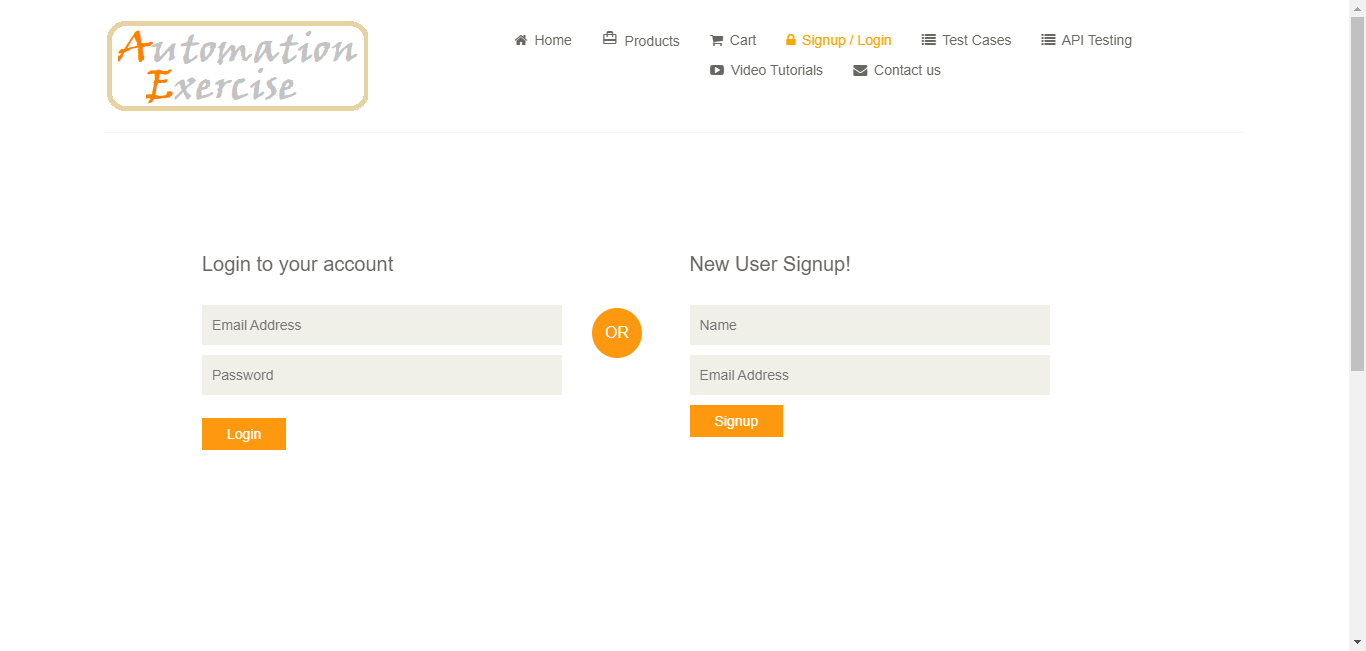 Automation
Exercise
Home Products Cart Signup / Login Test Cases API Testing
Video Tutorials Contact us
Login to your account
Email Address
Password
Login
OR
New User Signup!
Name
Email Address
Signup